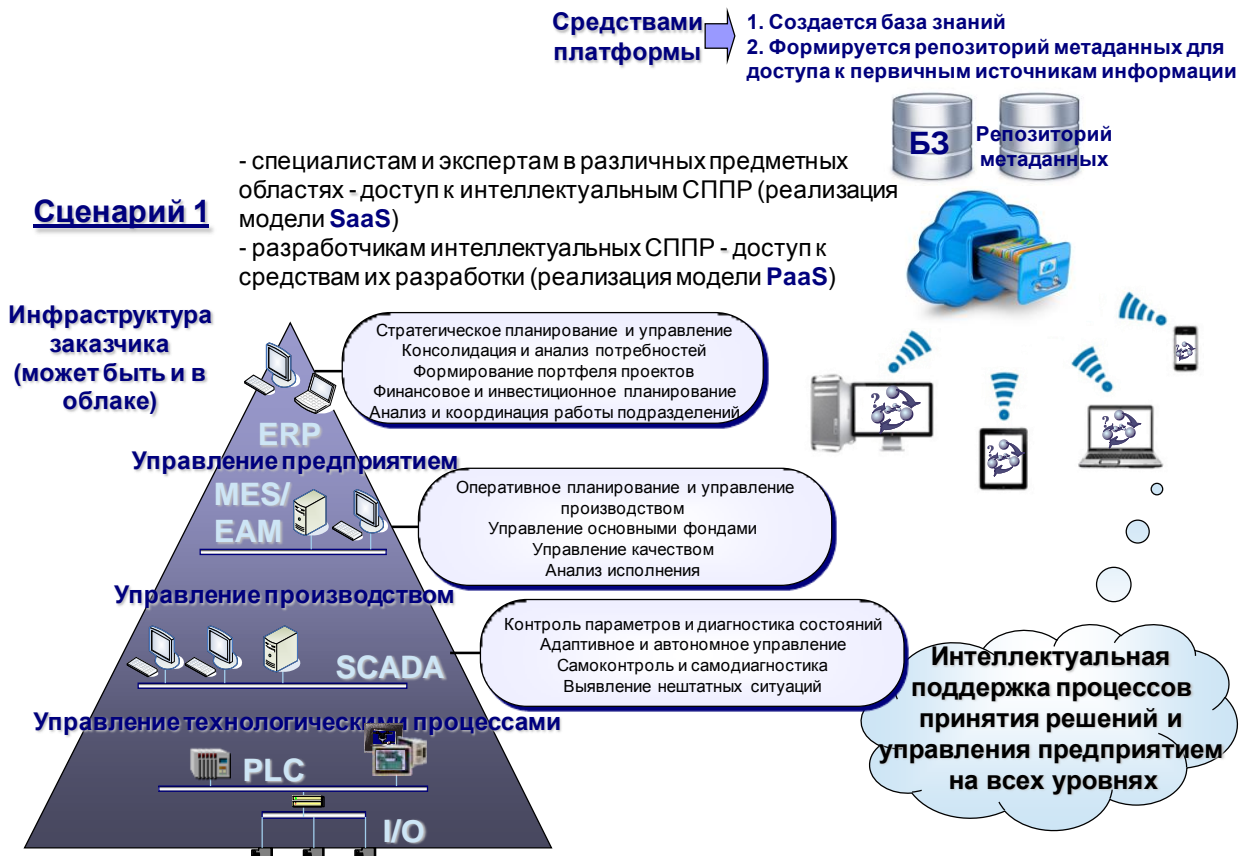 Средствами
платформы
1. Создается база знаний
2. Формируется репозиторий метаданных для
доступа к первичным источникам информации
БЗ
Репозиторий
метаданных
Сценарий 1
- специалистам и экспертам в различных предметных
областях - доступ к интеллектуальным СППР (реализация
модели SaaS)
- разработчикам интеллектуальных СППР - доступ к
средствам их разработки (реализация модели PaaS)
Инфраструктура
заказчика
(может быть и в
облаке)
Стратегическое планирование и управление
Консолидация и анализ потребностей
Формирование портфеля проектов
Финансовое и инвестиционное планирование
Анализ и координация работы подразделений
ERP
Управление предприятием
MES/
EAM
Оперативное планирование и управление
производством
Управление основными фондами
Управление качеством
Анализ исполнения
Управление производством
SCADA
Контроль параметров и диагностика состояний
Адаптивное и автономное управление
Самоконтроль и самодиагностика
Выявление нештатных ситуаций
Управление технологическими процессами
PLC
I/O
Интеллектуальная
поддержка процессов
принятия решений и
управления предприятием
на всех уровнях